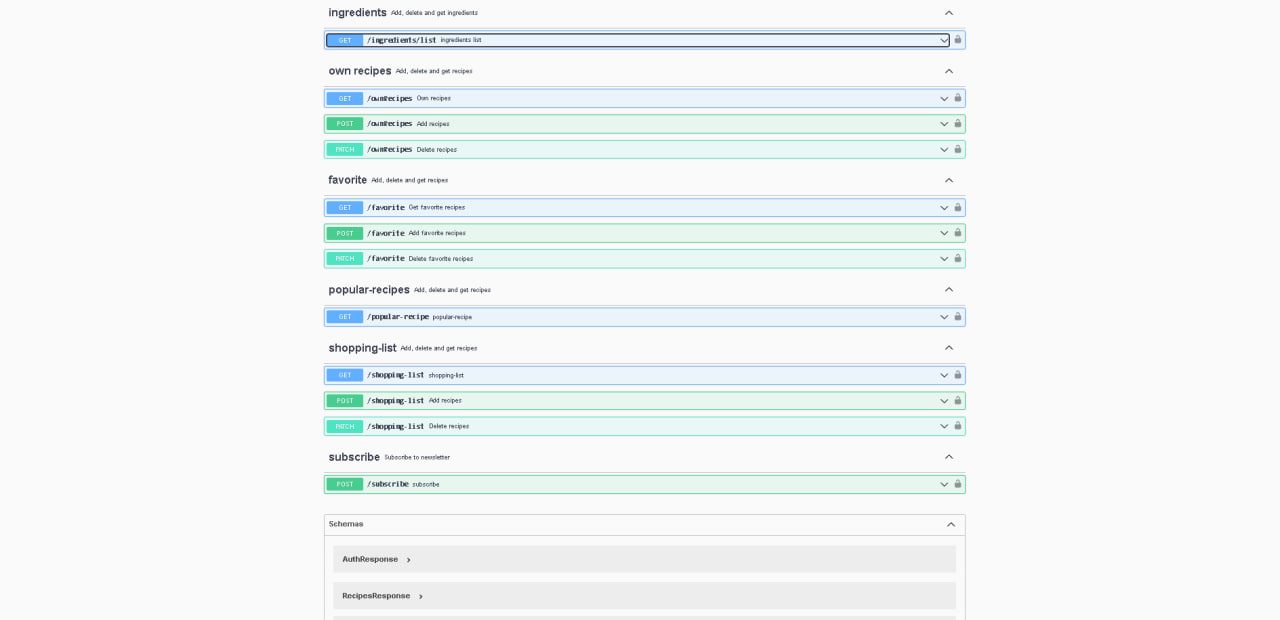 ingredients Add, delete and get ingredients
GET /ingredients/list ingredients list
own recipes Add, delete and get recipes
GET /ownRecipes Own recipes
POST /ownRecipes Add recipes
PATCH /ownRecipes Delete recipes
favorite Add, delete and get recipes
GET /favorite Get favorite recipes
POST /favorite Add favorite recipes
PATCH /favorite Delete favorite recipes
popular-recipes Add, delete and get recipes
GET /popular-recipe popular-recipe
shopping-list Add, delete and get recipes
GET /shopping-list shopping-list
POST /shopping-list Add recipes
PATCH /shopping-list Delete recipes
subscribe Subscribe to newsletter
POST /subscribe subscribe
Schemas
AuthResponse
RecipesResponse